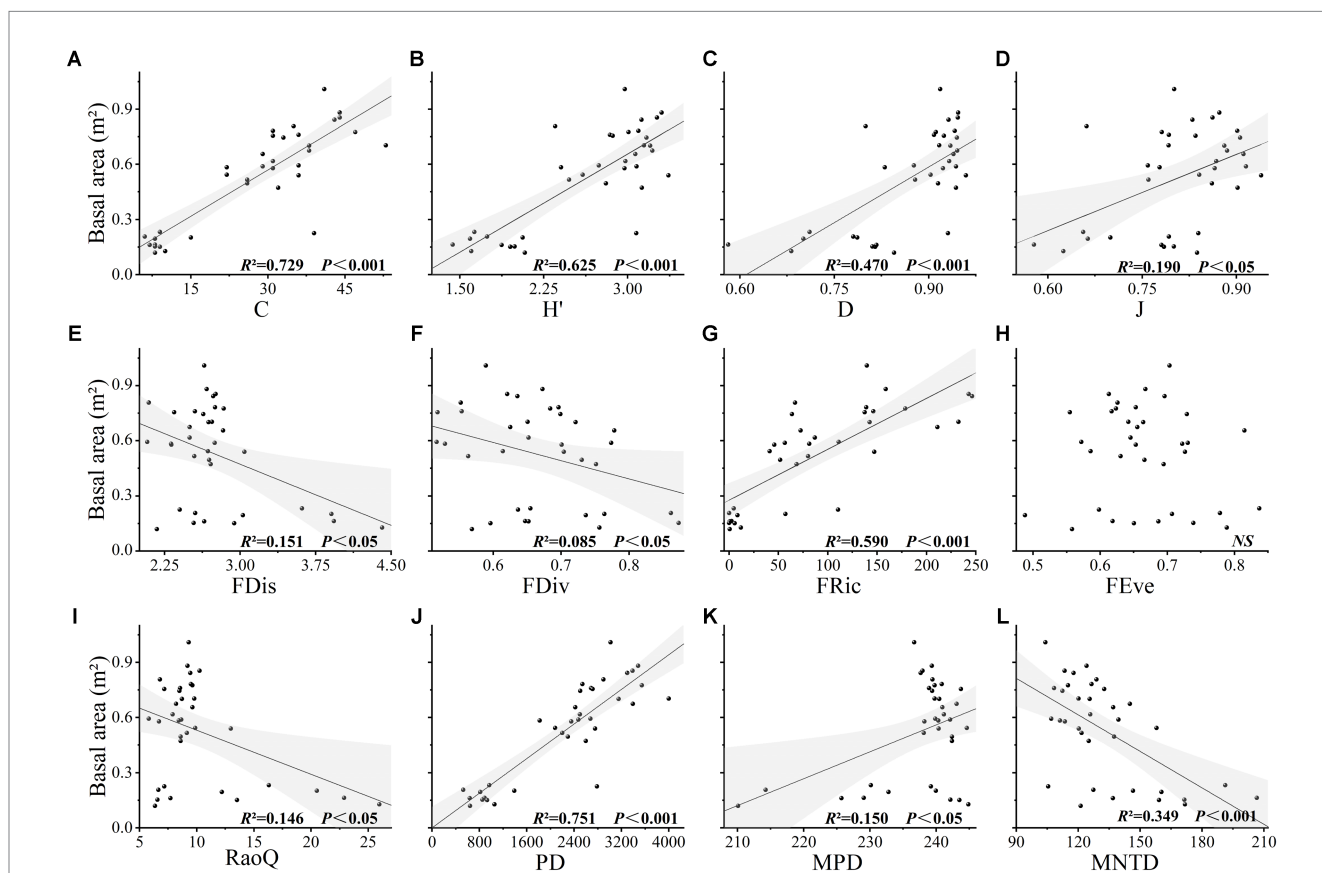 A B C D
Basal area (m²)
0.9
0.6
0.3
0.0
R²=0.729 P<0.001
R²=0.625 P<0.001
R²=0.470 P<0.001
R²=0.190 P<0.05
15 30 45
1.50 2.25 3.00
0.60 0.75 0.90
0.60 0.75 0.90
C H' D J
E F G H
Basal area (m²)
0.9
0.6
0.3
0.0
R²=0.151 P<0.05
R²=0.085 P<0.05
R²=0.590 P<0.001
NS
2.25 3.00 3.75 4.50
0.6 0.7 0.8
0 50 100 150 200 250
0.5 0.6 0.7 0.8
FDis FDiv FRic FEve
I J K L
Basal area (m²)
0.9
0.6
0.3
0.0
R²=0.146 P<0.05
R²=0.751 P<0.001
R²=0.150 P<0.05
R²=0.349 P<0.001
5 10 15 20 25
0 800 1600 2400 3200 4000
210 220 230 240
90 120 150 180 210
RaoQ PD MPD MNTD